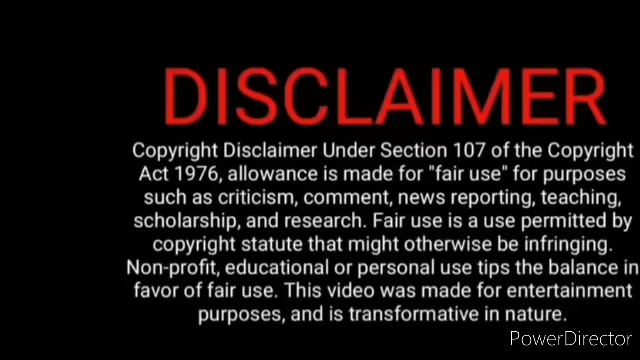 DISCLAIMER
Copyright Disclaimer Under Section 107 of the Copyright
Act 1976, allowance is made for "fair use" for purposes
such as criticism, comment, news reporting, teaching,
scholarship, and research. Fair use is a use permitted by
copyright statute that might otherwise be infringing.
Non-profit, educational or personal use tips the balance in
favor of fair use. This video was made for entertainment
purposes, and is transformative in nature.
PowerDirector